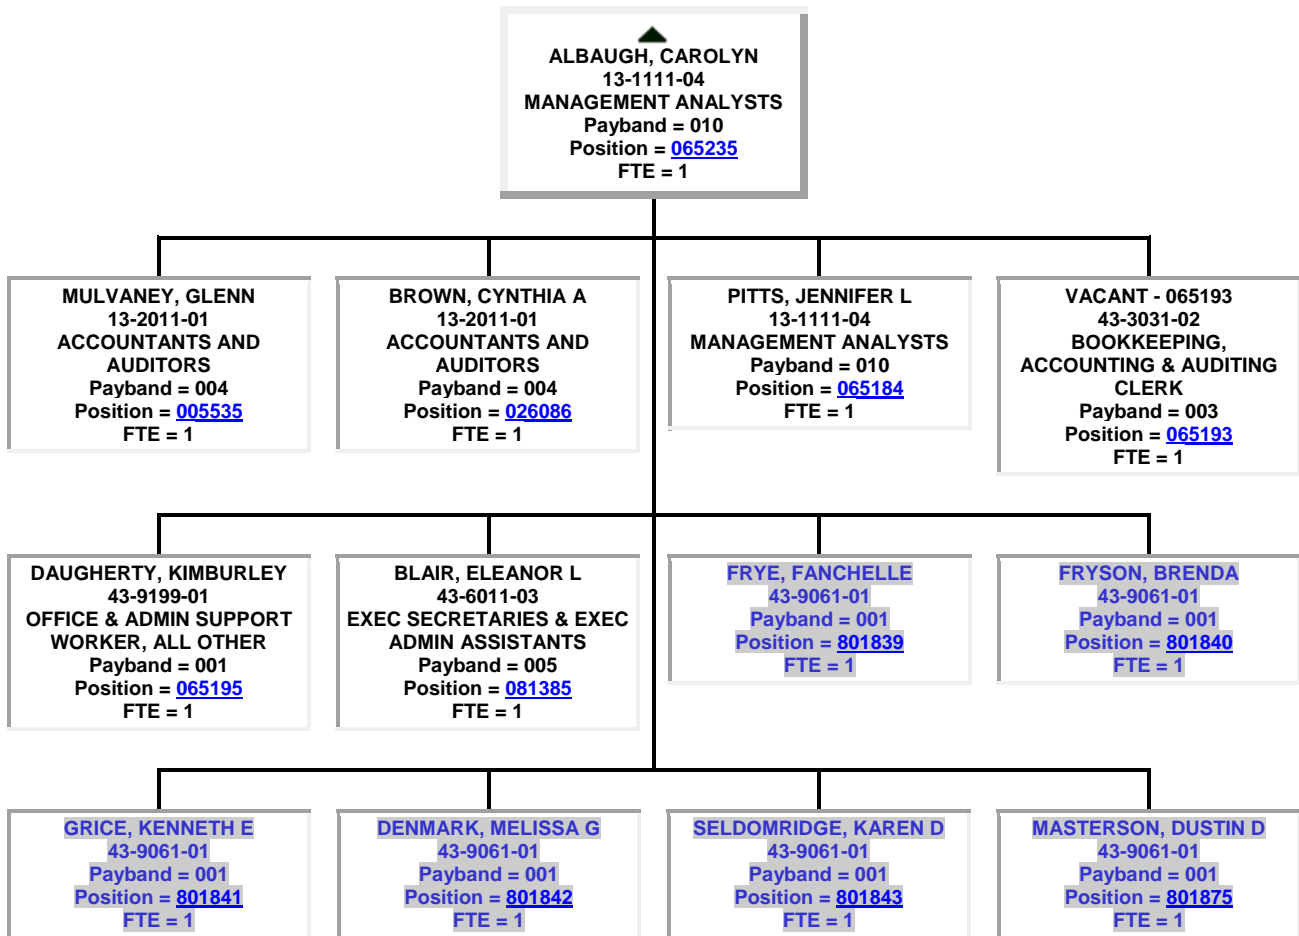 ALBAUGH, CAROLYN
13-1111-04
MANAGEMENT ANALYSTS
Payband = 010
Position = 065235
FTE = 1
MULVANEY, GLENN
13-2011-01
ACCOUNTANTS AND
AUDITORS
Payband = 004
Position = 005535
FTE = 1
BROWN, CYNTHIA A
13-2011-01
ACCOUNTANTS AND
AUDITORS
Payband = 004
Position = 026086
FTE = 1
PITTS, JENNIFER L
13-1111-04
MANAGEMENT ANALYSTS
Payband = 010
Position = 065184
FTE = 1
VACANT - 065193
43-3031-02
BOOKKEEPING,
ACCOUNTING & AUDITING
CLERK
Payband = 003
Position = 065193
FTE = 1
DAUGHERTY, KIMBURLEY
43-9199-01
OFFICE & ADMIN SUPPORT
WORKER, ALL OTHER
Payband = 001
Position = 065195
FTE = 1
BLAIR, ELEANOR L
43-6011-03
EXEC SECRETARIES & EXEC
ADMIN ASSISTANTS
Payband = 005
Position = 081385
FTE = 1
FRYE, FANCHELLE
43-9061-01
Payband = 001
Position = 801839
FTE = 1
FRYSON, BRENDA
43-9061-01
Payband = 001
Position = 801840
FTE = 1
GRICE, KENNETH E
43-9061-01
Payband = 001
Position = 801841
FTE = 1
DENMARK, MELISSA G
43-9061-01
Payband = 001
Position = 801842
FTE = 1
SELDOMRIDGE, KAREN D
43-9061-01
Payband = 001
Position = 801843
FTE = 1
MASTERSON, DUSTIN D
43-9061-01
Payband = 001
Position = 801875
FTE = 1